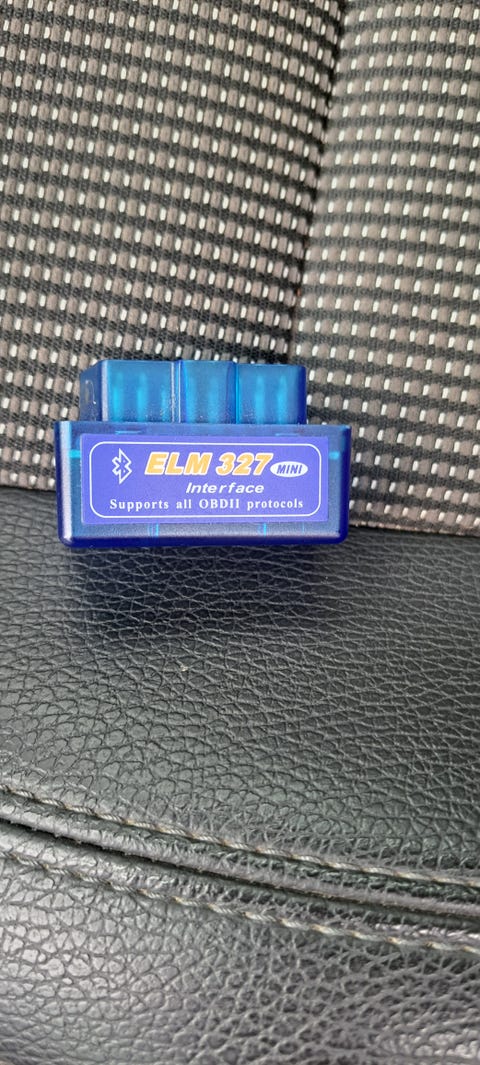 ELM 327 MINI
Interface
Supports all OBDII protocols